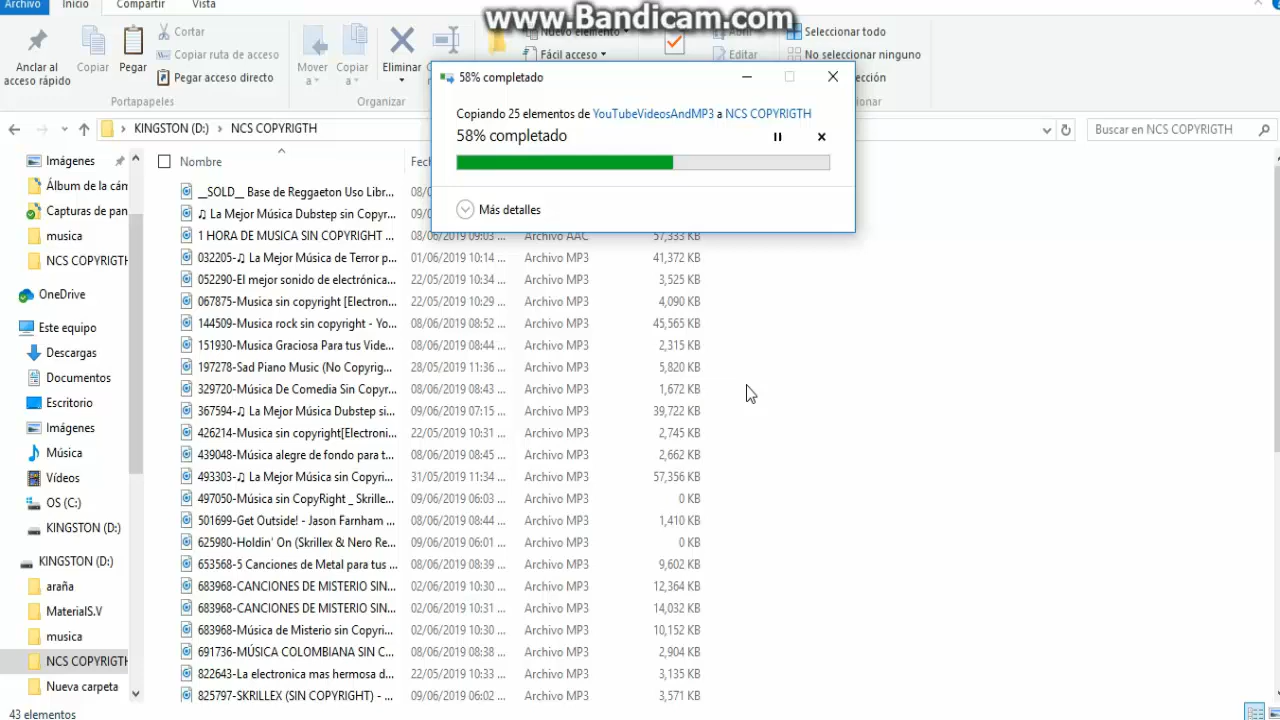 www.Bandicam.com
Archivo Inicio Compartir Vista
Anclar al acceso rápido
Copiar
Pegar
Cortar
Copiar ruta de acceso
Pegar acceso directo
Portapapeles
Mover a
Copiar a
Eliminar
Organizar
Nuevo elemento
Fácil acceso
Abrir
Editar
Seleccionar todo
No seleccionar ninguno
58% completado
Copiando 25 elementos de YouTubeVideosAndMP3 a NCS COPYRIGTH
58% completado
Más detalles
KINGSTON (D:) NCS COPYRIGTH
Buscar en NCS COPYRIGTH
Imágenes
Álbum de la cám
Capturas de pan
musica
NCS COPYRIGTH
OneDrive
Este equipo
Descargas
Documentos
Escritorio
Imágenes
Música
Vídeos
OS (C:)
KINGSTON (D:)
KINGSTON (D:)
araña
MaterialS.V
musica
NCS COPYRIGTH
Nueva carpeta
Nombre Fech
__SOLD__ Base de Reggaeton Uso Libr... 08/0
♫ La Mejor Música Dubstep sin Copyr... 09/0
1 HORA DE MUSICA SIN COPYRIGHT ... 08/06/2019 09:03 ... Archivo AAC 57,333 KB
032205-♫ La Mejor Música de Terror p... 01/06/2019 10:14 ... Archivo MP3 41,372 KB
052290-El mejor sonido de electrónica... 22/05/2019 10:34 ... Archivo MP3 3,525 KB
067875-Musica sin copyright [Electron... 22/05/2019 10:29 ... Archivo MP3 4,090 KB
144509-Musica rock sin copyright - Yo... 08/06/2019 08:52 ... Archivo MP3 45,565 KB
151930-Musica Graciosa Para tus Vide... 08/06/2019 08:44 ... Archivo MP3 2,315 KB
197278-Sad Piano Music (No Copyrig... 28/05/2019 11:36 ... Archivo MP3 5,820 KB
329720-Música De Comedia Sin Copyr... 08/06/2019 08:43 ... Archivo MP3 1,672 KB
367594-♫ La Mejor Música Dubstep si... 09/06/2019 07:15 ... Archivo MP3 39,722 KB
426214-Musica sin copyright[Electroni... 22/05/2019 10:31 ... Archivo MP3 2,745 KB
439048-Música alegre de fondo para t... 08/06/2019 08:45 ... Archivo MP3 2,662 KB
493303-♫ La Mejor Música sin Copyri... 31/05/2019 11:34 ... Archivo MP3 57,356 KB
497050-Música sin CopyRight _ Skrille... 09/06/2019 06:03 ... Archivo MP3 0 KB
501699-Get Outside! - Jason Farnham ... 08/06/2019 08:44 ... Archivo MP3 1,410 KB
625980-Holdin' On (Skrillex & Nero Re... 09/06/2019 06:01 ... Archivo MP3 0 KB
653568-5 Canciones de Metal para tus ... 08/06/2019 08:39 ... Archivo MP3 9,602 KB
683968-CANCIONES DE MISTERIO SIN... 02/06/2019 10:30 ... Archivo MP3 12,364 KB
683968-CANCIONES DE MISTERIO SIN... 02/06/2019 10:31 ... Archivo MP3 14,032 KB
683968-Música de Misterio sin Copyri... 02/06/2019 10:30 ... Archivo MP3 10,152 KB
691736-MÚSICA COLOMBIANA SIN C... 08/06/2019 08:38 ... Archivo MP3 2,904 KB
822643-La electronica mas hermosa d... 22/05/2019 10:33 ... Archivo MP3 3,135 KB
825797-SKRILLEX (SIN COPYRIGHT) - ... 09/06/2019 06:02 ... Archivo MP3 3,571 KB
43 elementos